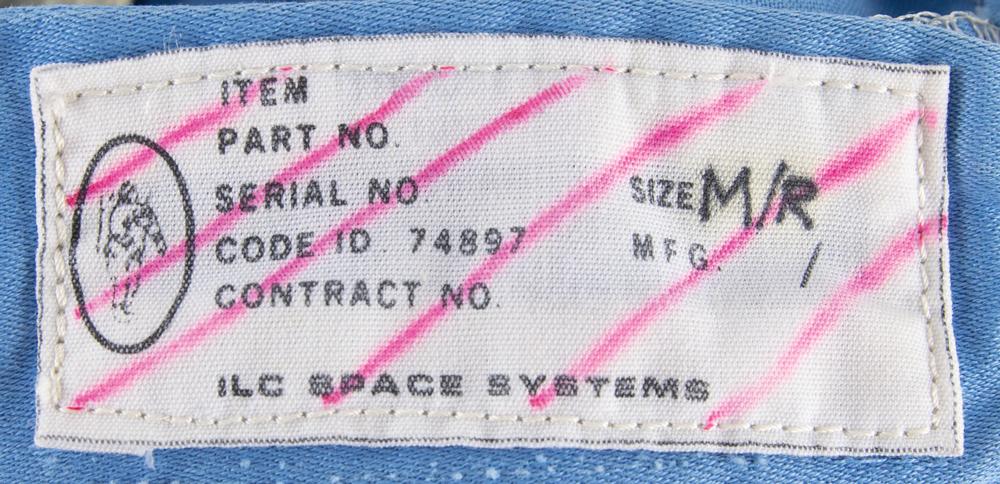 ITEM
PART NO.
SERIAL NO.
SIZE M/R
CODE ID. 74897
MFG. /
CONTRACT NO.
ILC SPACE SYSTEMS